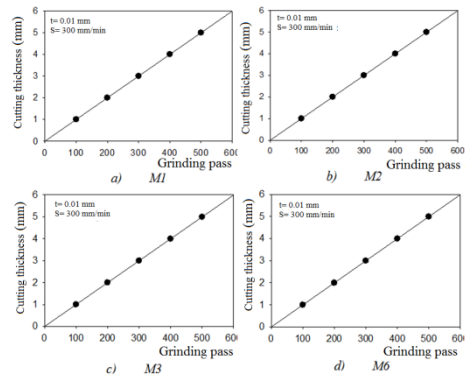 6
5
4
3
2
1
0
Cutting thickness (mm)
t= 0.01 mm
S= 300 mm/min
0 100 200 300 400 500 600
Grinding pass
a) M1
6
5
4
3
2
1
0
Cutting thickness (mm)
t= 0.01 mm
S= 300 mm/min ;
0 100 200 300 400 500 600
Grinding pass
b) M2
6
5
4
3
2
1
0
Cutting thickness (mm)
t= 0.01 mm
S= 300 mm/min
0 100 200 300 400 500 600
Grinding pass
c) M3
6
5
4
3
2
1
0
Cutting thickness (mm)
t= 0.01 mm
S= 300 mm/min
0 100 200 300 400 500 600
Grinding pass
d) M6